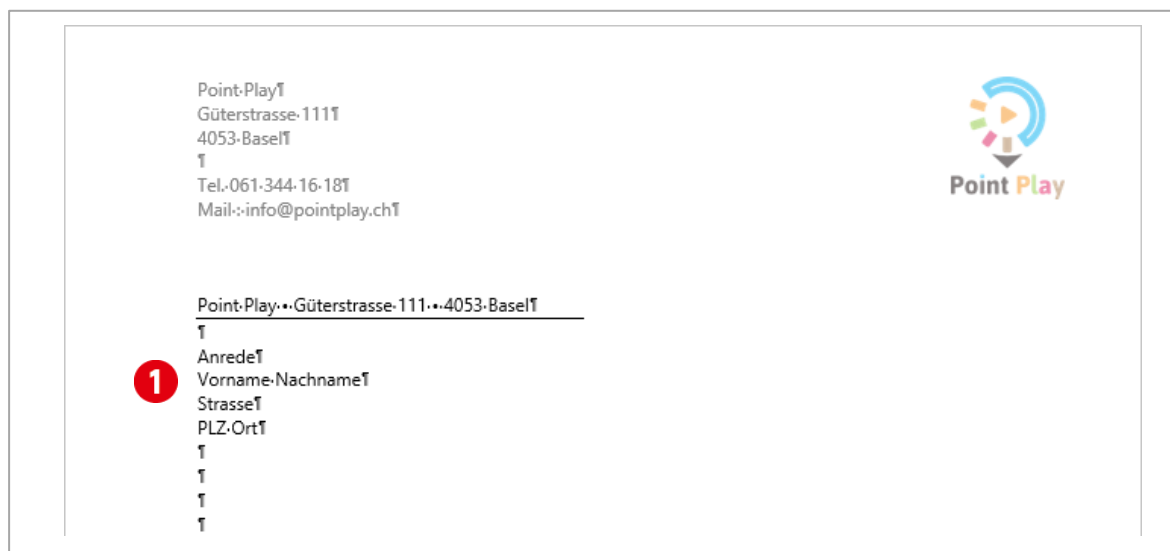 Point·Play¶
Güterstrasse·111¶
4053·Basel¶
¶
Tel.·061·344·16·18¶
Mail·:·info@pointplay.ch¶
Point Play
Point·Play·•·Güterstrasse·111·•·4053·Basel¶
¶
Anrede¶
1
Vorname·Nachname¶
Strasse¶
PLZ·Ort¶
¶
¶
¶
¶